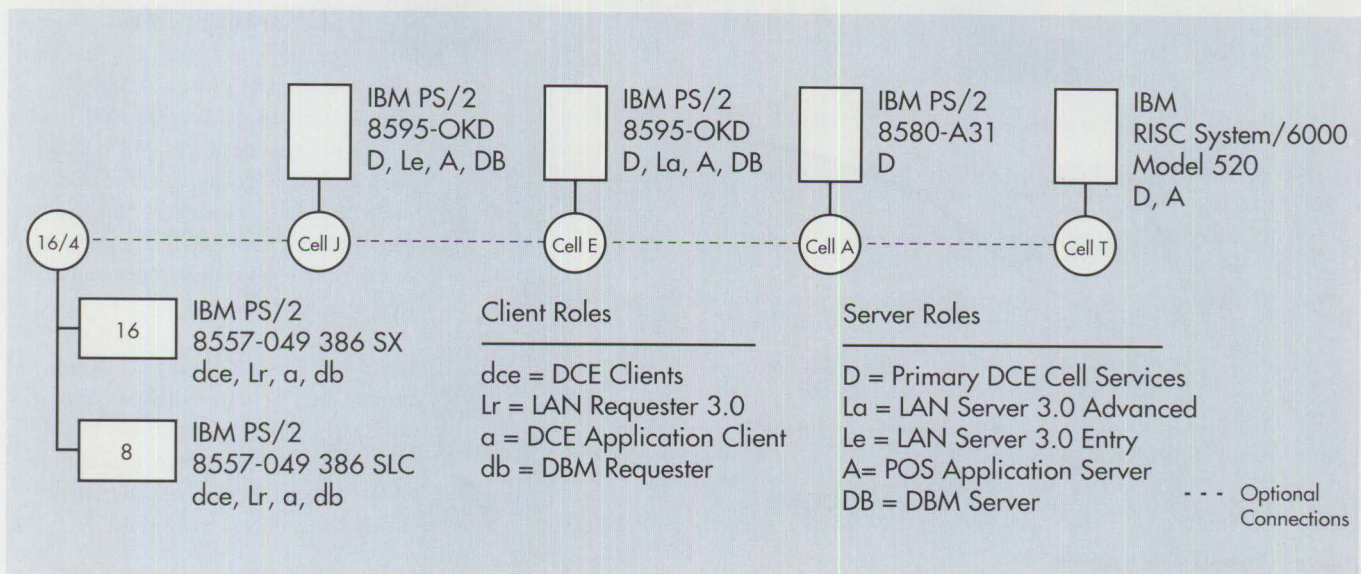 IBM PS/2
8595-OKD
D, Le, A, DB
IBM PS/2
8595-OKD
D, La, A, DB
IBM PS/2
8580-A31
D
IBM
RISC System/6000
Model 520
D, A
16/4
Cell J
Cell E
Cell A
Cell T
16
IBM PS/2
8557-049 386 SX
dce, Lr, a, db
8
IBM PS/2
8557-049 386 SLC
dce, Lr, a, db
Client Roles
dce = DCE Clients
Lr = LAN Requester 3.0
a = DCE Application Client
db = DBM Requester
Server Roles
D = Primary DCE Cell Services
La = LAN Server 3.0 Advanced
Le = LAN Server 3.0 Entry
A= POS Application Server
DB = DBM Server
- - - Optional
Connections